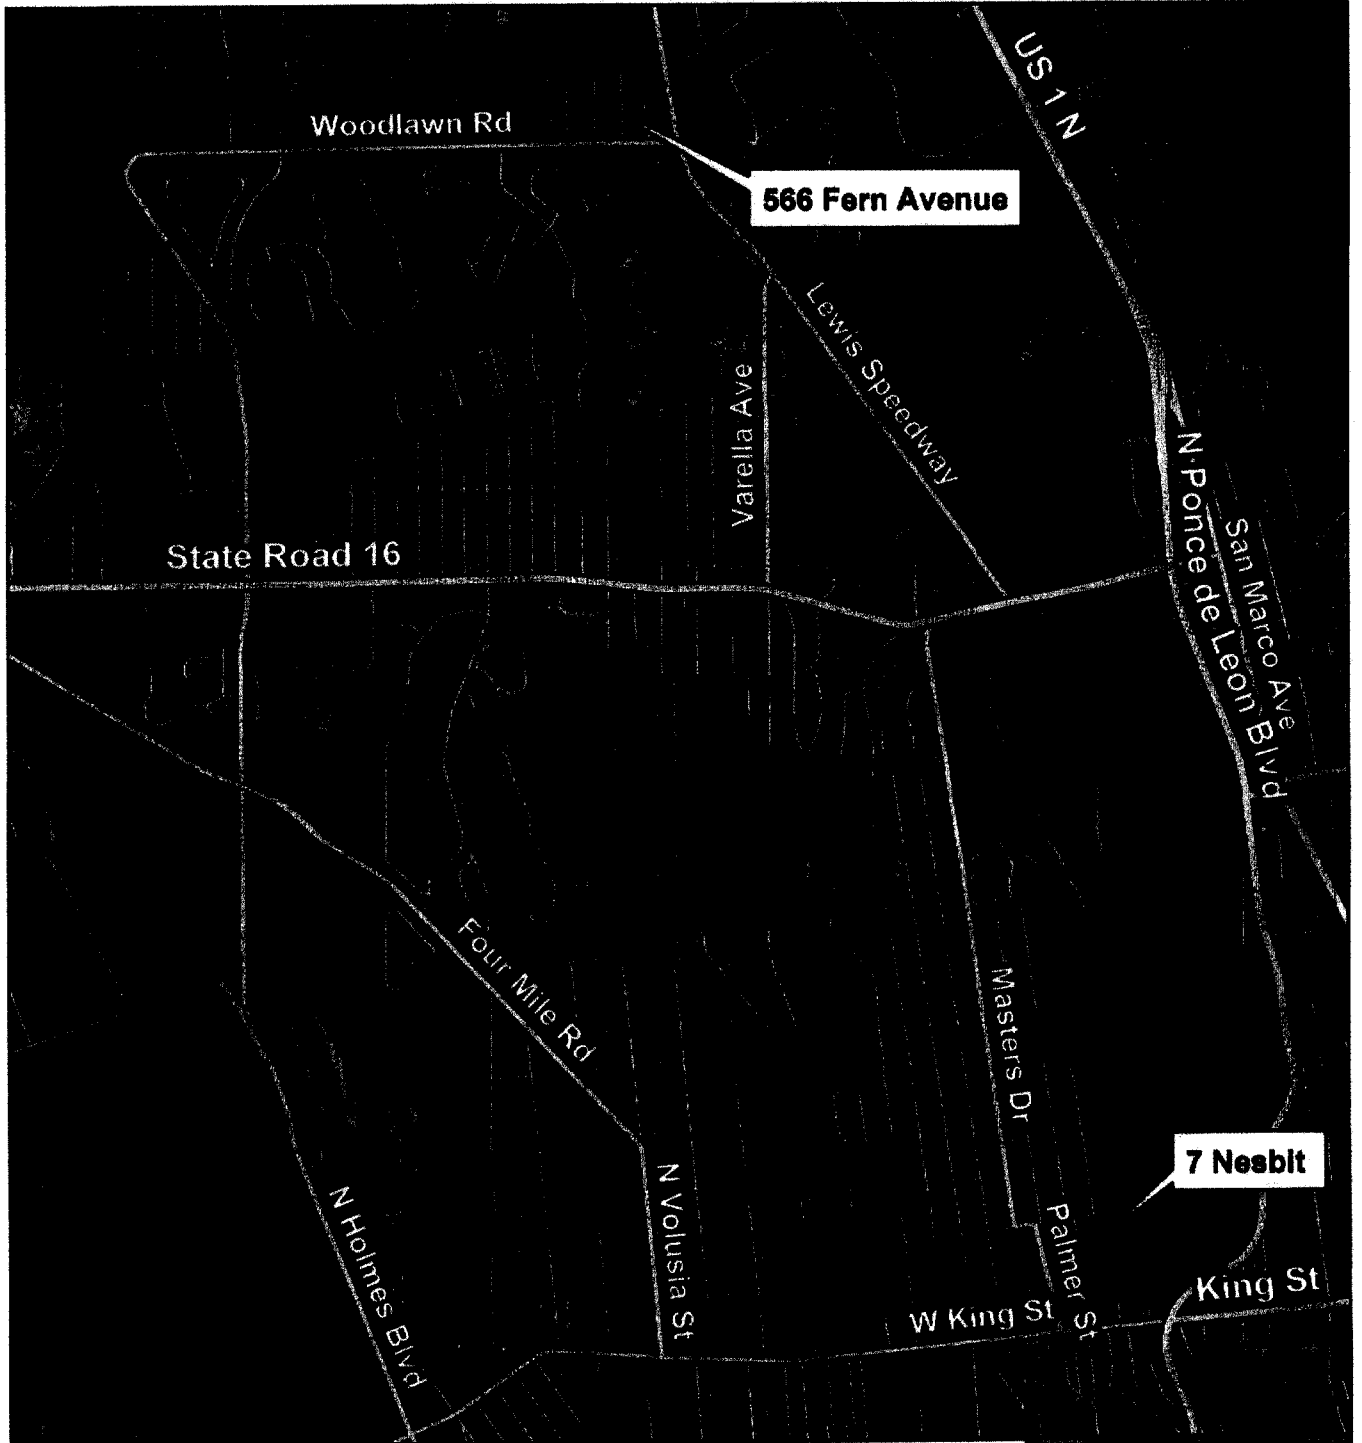 US 1 N
Woodlawn Rd
566 Fern Avenue
Lewis Speedway
Varella Ave
N Ponce de Leon Blvd
San Marco Ave
State Road 16
Four Mile Rd
Masters Dr
7 Nesbit
N Holmes Blvd
N Volusia St
Palmer St
King St
W King St